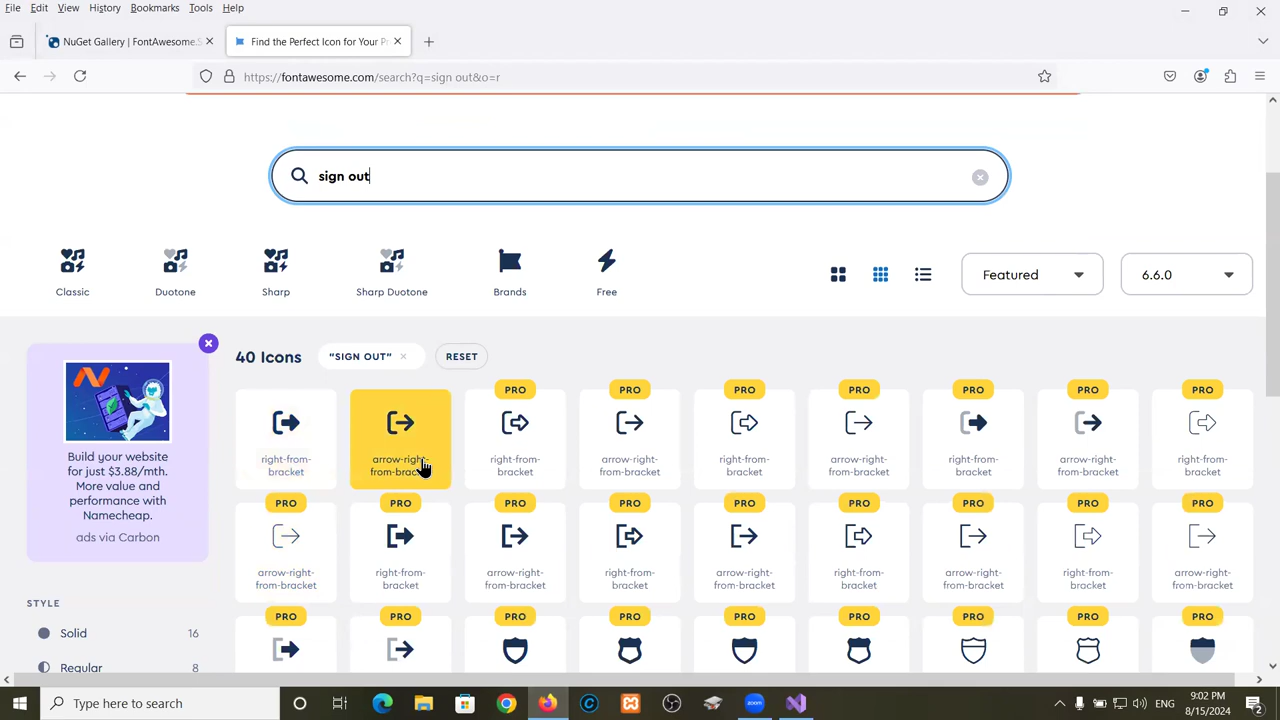 File Edit View History Bookmarks Tools Help
NuGet Gallery | FontAwesome.S
Find the Perfect Icon for Your Pr
https://fontawesome.com/search?q=sign out&o=r
sign out
Classic Duotone Sharp Sharp Duotone Brands Free
Featured
6.6.0
40 Icons
"SIGN OUT" ×
RESET
PRO PRO PRO PRO PRO PRO PRO
right-from-bracket
arrow-right-from-bracket
right-from-bracket
arrow-right-from-bracket
right-from-bracket
arrow-right-from-bracket
right-from-bracket
arrow-right-from-bracket
right-from-bracket
PRO PRO PRO PRO PRO PRO PRO PRO PRO
arrow-right-from-bracket
right-from-bracket
arrow-right-from-bracket
right-from-bracket
arrow-right-from-bracket
right-from-bracket
arrow-right-from-bracket
right-from-bracket
arrow-right-from-bracket
PRO PRO PRO PRO PRO PRO PRO PRO PRO
Build your website
for just $3.88/mth.
More value and
performance with
Namecheap.
ads via Carbon
STYLE
Solid 16
Regular 8
Type here to search
zoom
ENG
9:02 PM
8/15/2024
2